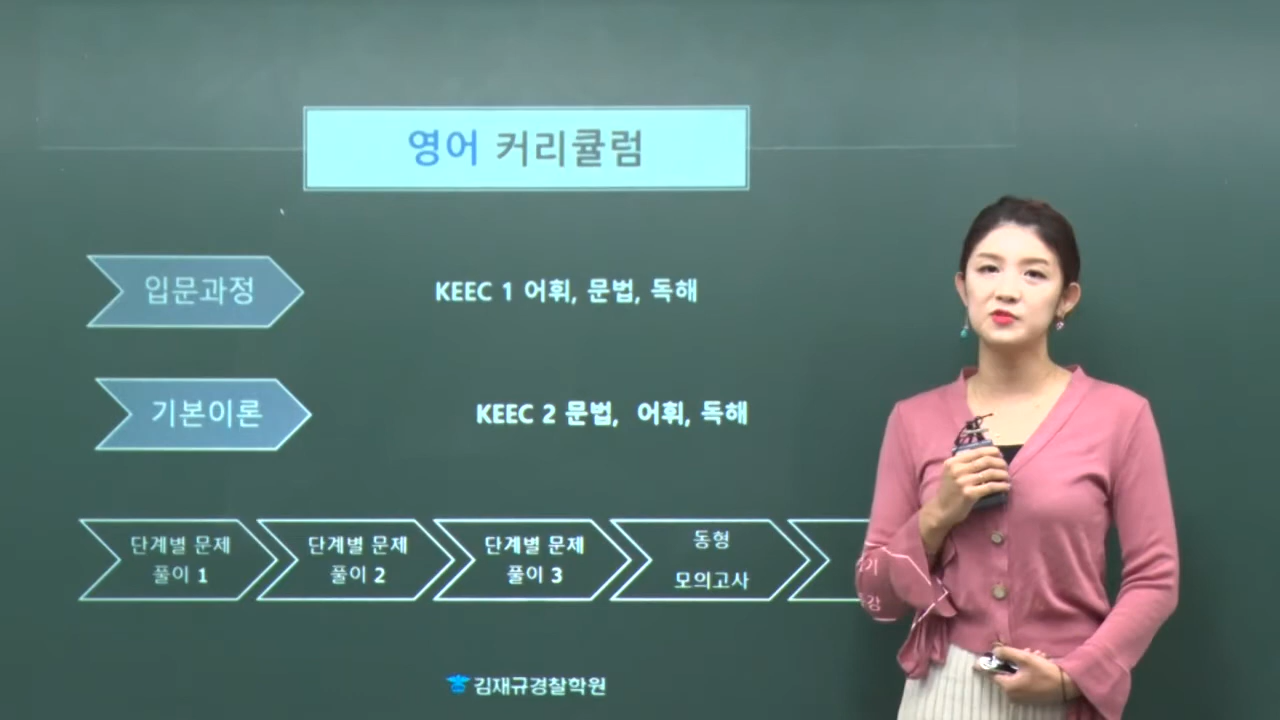 영어 커리큘럼
입문과정
KEEC 1 어휘, 문법, 독해
기본이론
KEEC 2 문법, 어휘, 독해
단계별 문제
풀이 1
단계별 문제
풀이 2
단계별 문제
풀이 3
동형
모의고사
김재규경찰학원